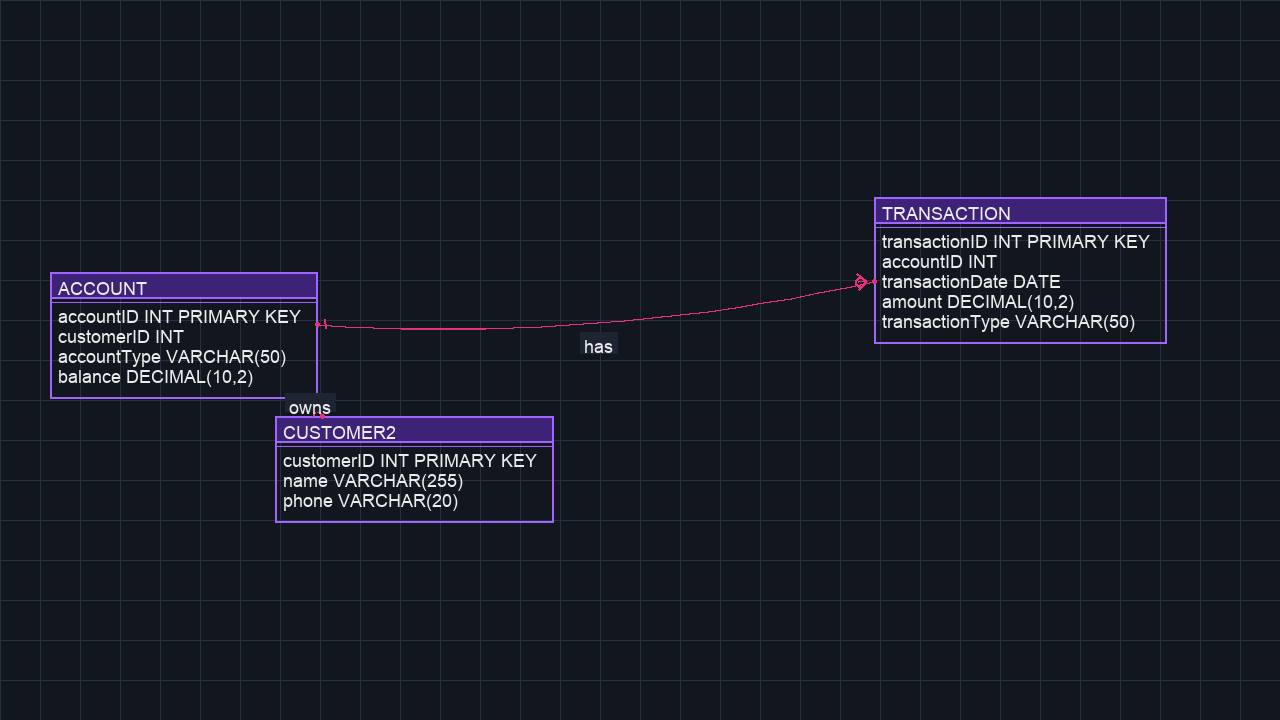 TRANSACTION
transactionID INT PRIMARY KEY
accountID INT
transactionDate DATE
amount DECIMAL(10,2)
transactionType VARCHAR(50)
ACCOUNT
accountID INT PRIMARY KEY
customerID INT
accountType VARCHAR(50)
balance DECIMAL(10,2)
has
owns
CUSTOMER2
customerID INT PRIMARY KEY
name VARCHAR(255)
phone VARCHAR(20)